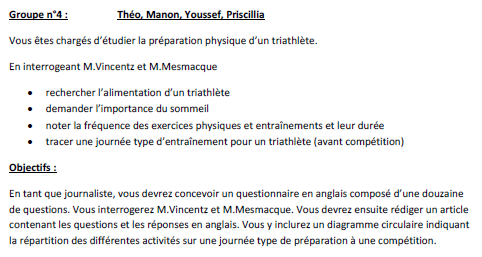 Groupe n°4 : Théo, Manon, Youssef, Priscillia
Vous êtes chargés d'étudier la préparation physique d'un triathlète.
En interrogeant M.Vincentz et M.Mesmacque
• rechercher l'alimentation d'un triathlète
• demander l'importance du sommeil
• noter la fréquence des exercices physiques et entraînements et leur durée
• tracer une journée type d'entraînement pour un triathlète (avant compétition)
Objectifs :
En tant que journaliste, vous devrez concevoir un questionnaire en anglais composé d'une douzaine
de questions. Vous interrogerez M.Vincentz et M.Mesmacque. Vous devrez ensuite rédiger un article
contenant les questions et les réponses en anglais. Vous y inclurez un diagramme circulaire indiquant
la répartition des différentes activités sur une journée type de préparation à une compétition.